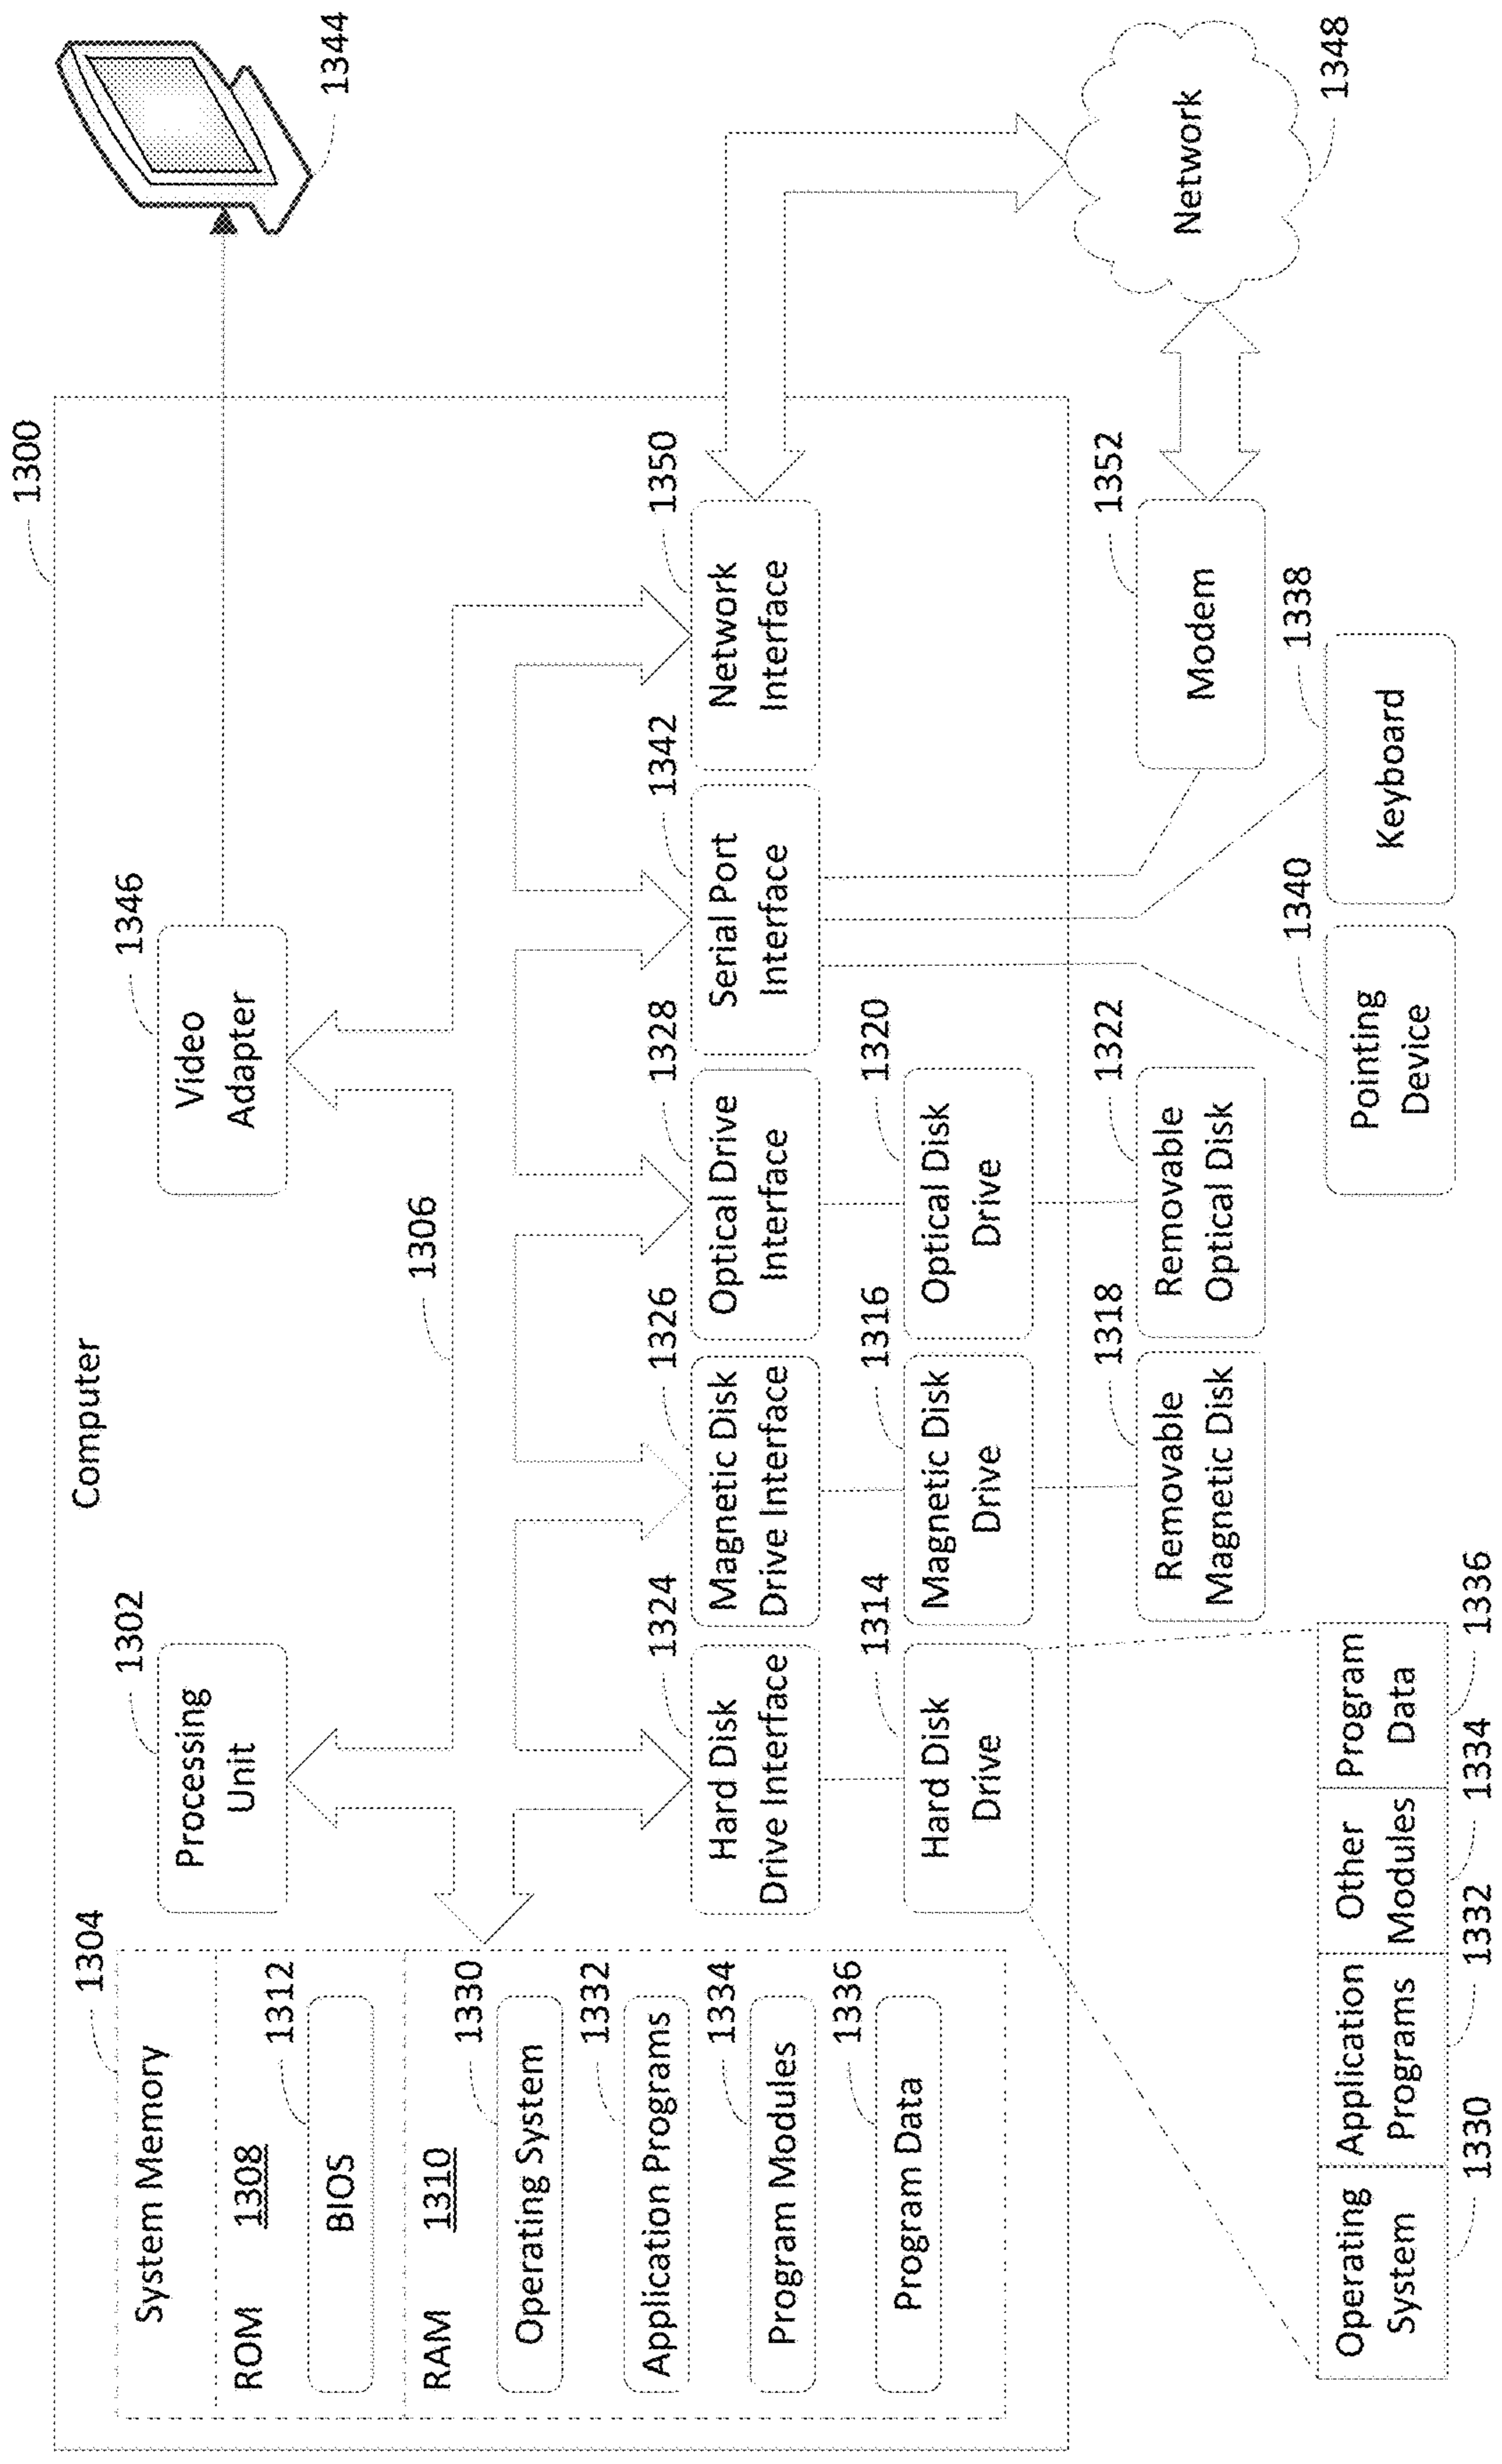 1300
Computer
1304
System Memory
ROM 1308
1312
BIOS
RAM 1310
1330
Operating System
1332
Application Programs
1334
Program Modules
1336
Program Data
1302
Processing
Unit
1306
1346
Video
Adapter
1344
1324
Hard Disk
Drive Interface
1326
Magnetic Disk
Drive Interface
1328
Optical Drive
Interface
1342
Serial Port
Interface
1350
Network
Interface
1314
Hard Disk
Drive
1316
Magnetic Disk
Drive
1320
Optical Disk
Drive
1318
Removable
Magnetic Disk
1322
Removable
Optical Disk
1352
Modem
Network
1348
Operating
System
1330
Application
Programs
1332
Other
Modules
1334
Program
Data
1336
1340
Pointing
Device
1338
Keyboard